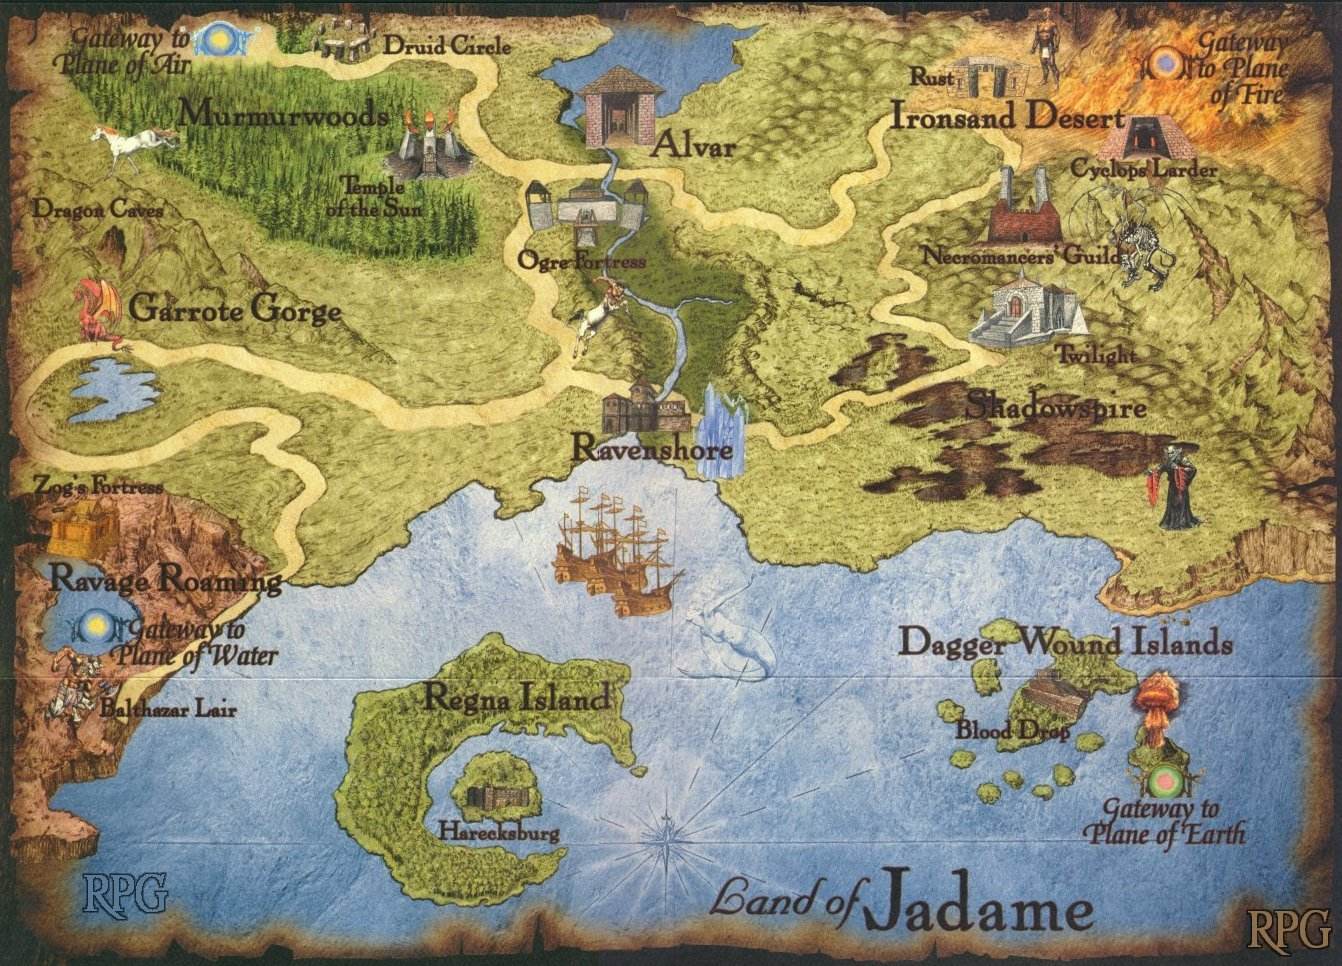 Gateway to
Plane of Air
Druid Circle
Murmurwoods
Temple
of the Sun
Dragon Caves
Garrote Gorge
Alvar
Ogre Fortress
Rust
Ironsand Desert
Gateway
to Plane
of Fire
Cyclops Larder
Necromancers' Guild
Twilight
Shadowspire
Ravenshore
Zog's Fortress
Ravage Roaming
Gateway to
Plane of Water
Balthazar Lair
Regna Island
Harecksburg
Dagger Wound Islands
Blood Drop
Gateway to
Plane of Earth
Land of Jadame
RPG
RPG